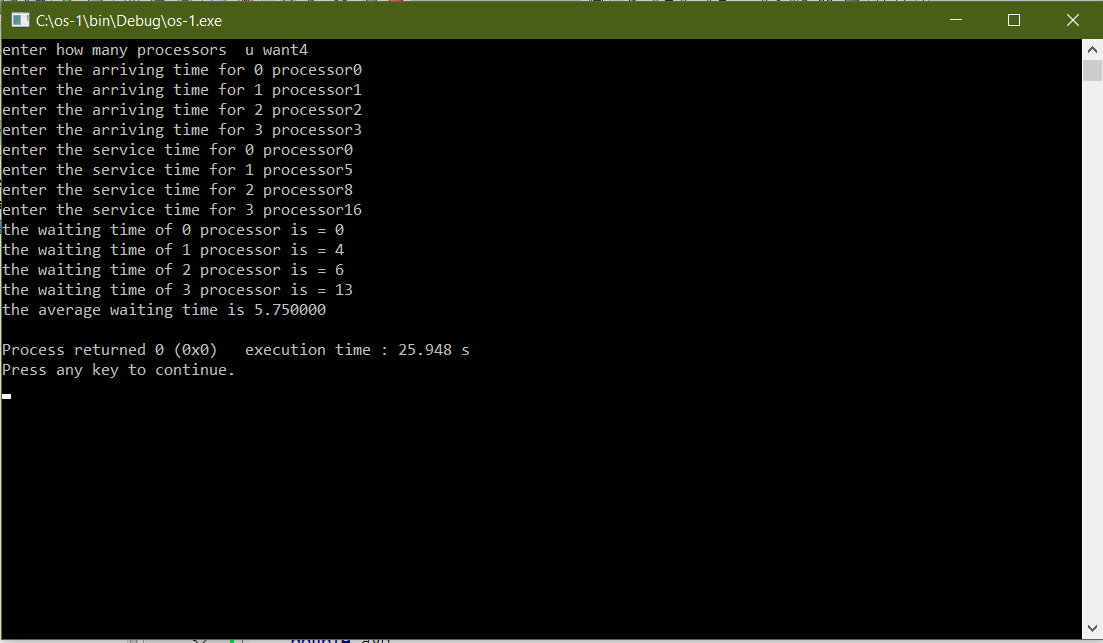 C:\os-1\bin\Debug\os-1.exe
enter how many processors  u want4
enter the arriving time for 0 processor0
enter the arriving time for 1 processor1
enter the arriving time for 2 processor2
enter the arriving time for 3 processor3
enter the service time for 0 processor0
enter the service time for 1 processor5
enter the service time for 2 processor8
enter the service time for 3 processor16
the waiting time of 0 processor is = 0
the waiting time of 1 processor is = 4
the waiting time of 2 processor is = 6
the waiting time of 3 processor is = 13
the average waiting time is 5.750000
Process returned 0 (0x0)   execution time : 25.948 s
Press any key to continue.